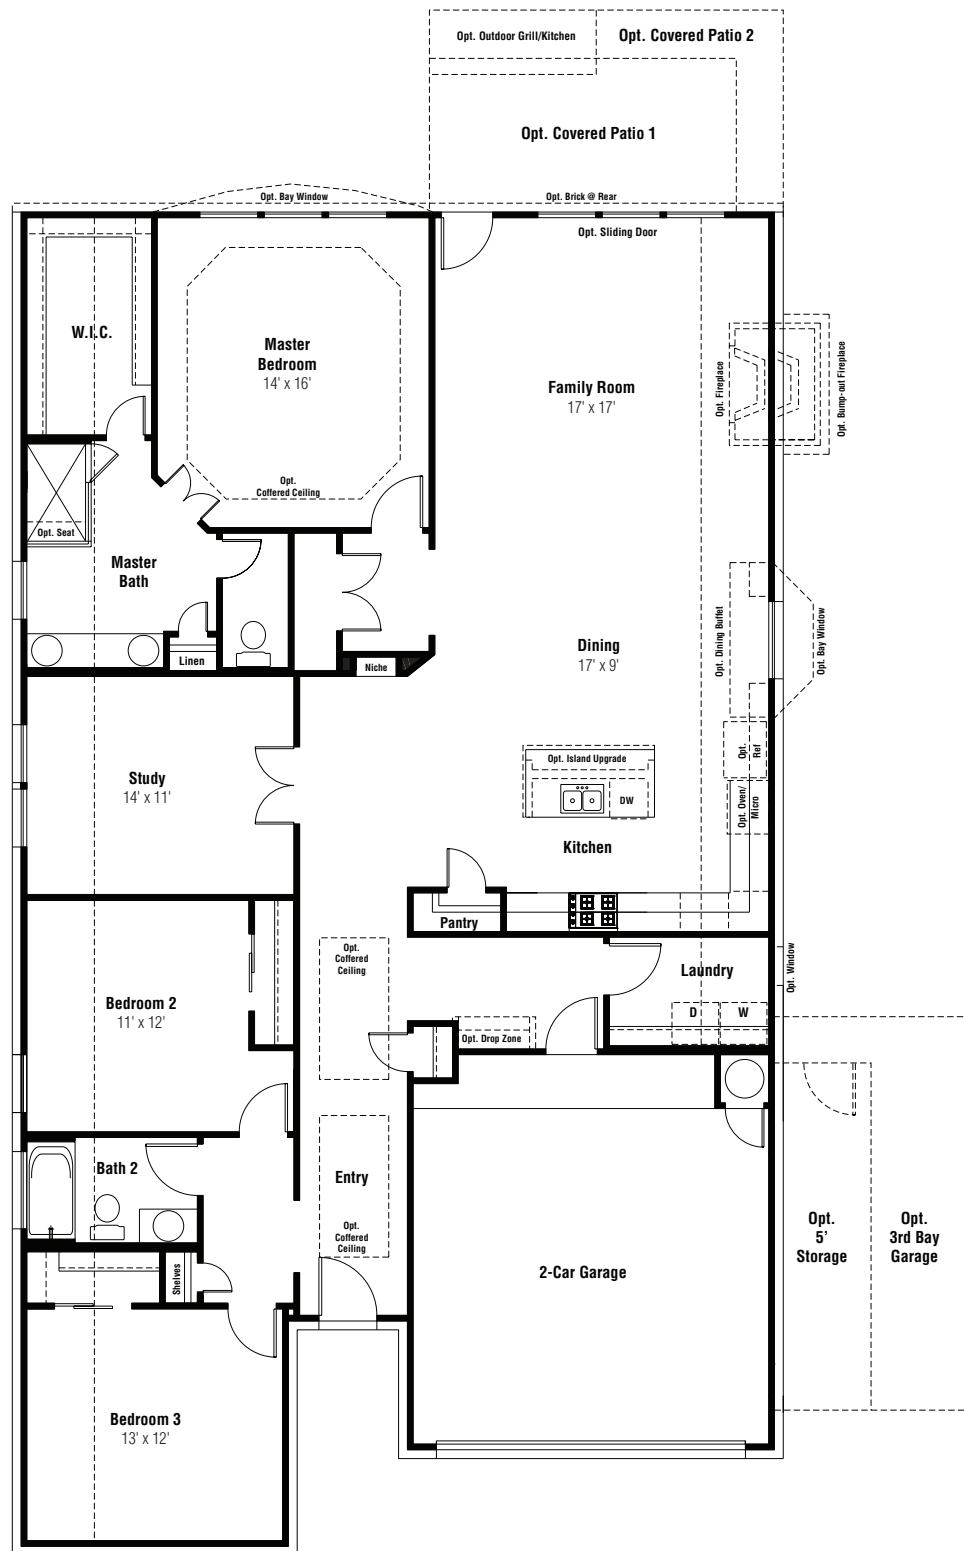 Opt. Outdoor Grill/Kitchen
Opt. Covered Patio 2
Opt. Covered Patio 1
Opt. Bay Window
Opt. Brick @ Rear
Opt. Sliding Door
W.I.C.
Master
Bedroom
14' x 16'
Opt.
Coffered Ceiling
Family Room
17' x 17'
Opt. Fireplace
Opt. Bump-out Fireplace
Opt. Seat
Master
Bath
Linen
Niche
Dining
17' x 9'
Opt. Dining Buffet
Opt. Bay Window
Study
14' x 11'
Opt. Island Upgrade
DW
Kitchen
Opt.
Ref
Opt. Oven/
Micro
Pantry
Opt.
Coffered
Ceiling
Laundry
D
W
Opt. Window
Bedroom 2
11' x 12'
Opt. Drop Zone
Bath 2
Entry
Opt.
Coffered
Ceiling
Shelves
2-Car Garage
Opt.
5’
Storage
Opt.
3rd Bay
Garage
Bedroom 3
13' x 12'